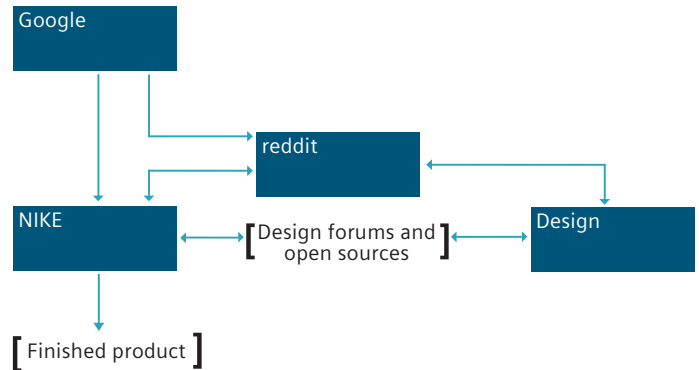 Google
reddit
NIKE
[Design forums and
open sources]
Design
[Finished product]